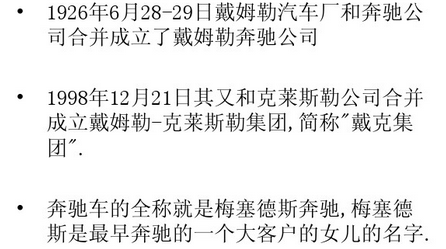 • 1926年6月28-29日戴姆勒汽车厂和奔驰公
司合并成立了戴姆勒奔驰公司
• 1998年12月21日其又和克莱斯勒公司合并
成立戴姆勒-克莱斯勒集团,简称"戴克集
团".
• 奔驰车的全称就是梅塞德斯奔驰,梅塞德
斯是最早奔驰的一个大客户的女儿的名字.